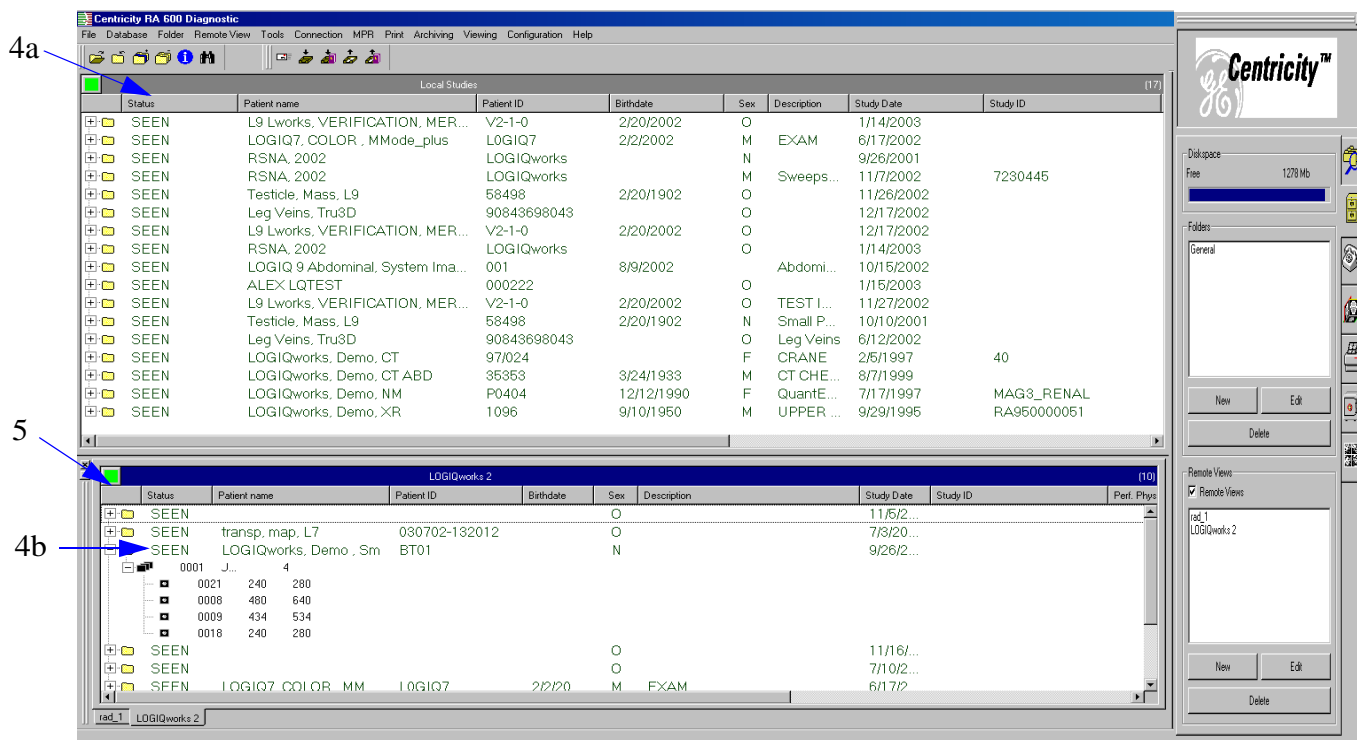 Centricity RA 600 Diagnostic
File Database Folder Remote View Tools Connection MPR Print Archiving Viewing Configuration Help
4a
Centricity™
Local Studies (17)
Status Patient name Patient ID Birthdate Sex Description Study Date Study ID
SEEN L9 Lworks, VERIFICATION, MER... V2-1-0 2/20/2002 O 1/14/2003
SEEN LOGIQ7, COLOR , MMode_plus L0GIQ7 2/2/2002 M EXAM 6/17/2002
SEEN RSNA, 2002 LOGIQworks N 9/26/2001
SEEN RSNA, 2002 LOGIQworks M Sweeps... 11/7/2002 7230445
SEEN Testicle, Mass, L9 58498 2/20/1902 O 11/26/2002
SEEN Leg Veins, Tru3D 90843698043 O 12/17/2002
SEEN L9 Lworks, VERIFICATION, MER... V2-1-0 2/20/2002 O 12/17/2002
SEEN RSNA, 2002 LOGIQworks O 1/14/2003
SEEN LOGIQ 9 Abdominal, System Ima... 001 8/9/2002 Abdomi... 10/15/2002
SEEN ALEX LQTEST 000222 O 1/15/2003
SEEN L9 Lworks, VERIFICATION, MER... V2-1-0 2/20/2002 O TEST I... 11/27/2002
SEEN Testicle, Mass, L9 58498 2/20/1902 N Small P... 10/10/2001
SEEN Leg Veins, Tru3D 90843698043 O Leg Veins 6/12/2002
SEEN LOGIQworks, Demo, CT 97/024 F CRANE 2/5/1997 40
SEEN LOGIQworks, Demo, CT ABD 35353 3/24/1933 M CT CHE... 8/7/1999
SEEN LOGIQworks, Demo, NM P0404 12/12/1990 F QuantE... 7/17/1997 MAG3_RENAL
SEEN LOGIQworks, Demo, XR 1096 9/10/1950 M UPPER ... 9/29/1995 RA950000051
5
LOGIQworks 2 (10)
Status Patient name Patient ID Birthdate Sex Description Study Date Study ID Perf. Phys
SEEN O 11/5/2...
SEEN transp, map, L7 030702-132012 O 7/3/20...
4b
SEEN LOGIQworks, Demo , Sm BT01 N 9/26/2...
0001 J... 4
0021 240 280
0008 480 640
0009 434 534
0018 240 280
SEEN O 11/16/...
SEEN O 7/10/2...
SEEN LOGIQ7 COLOR MM L0GIQ7 2/2/20 M EXAM 6/17/2
rad_1 LOGIQworks 2
Diskspace
Free 1278 Mb
Folders
General
New Edit
Delete
Remote Views
Remote Views
rad_1
LOGIQworks 2
New Edit
Delete